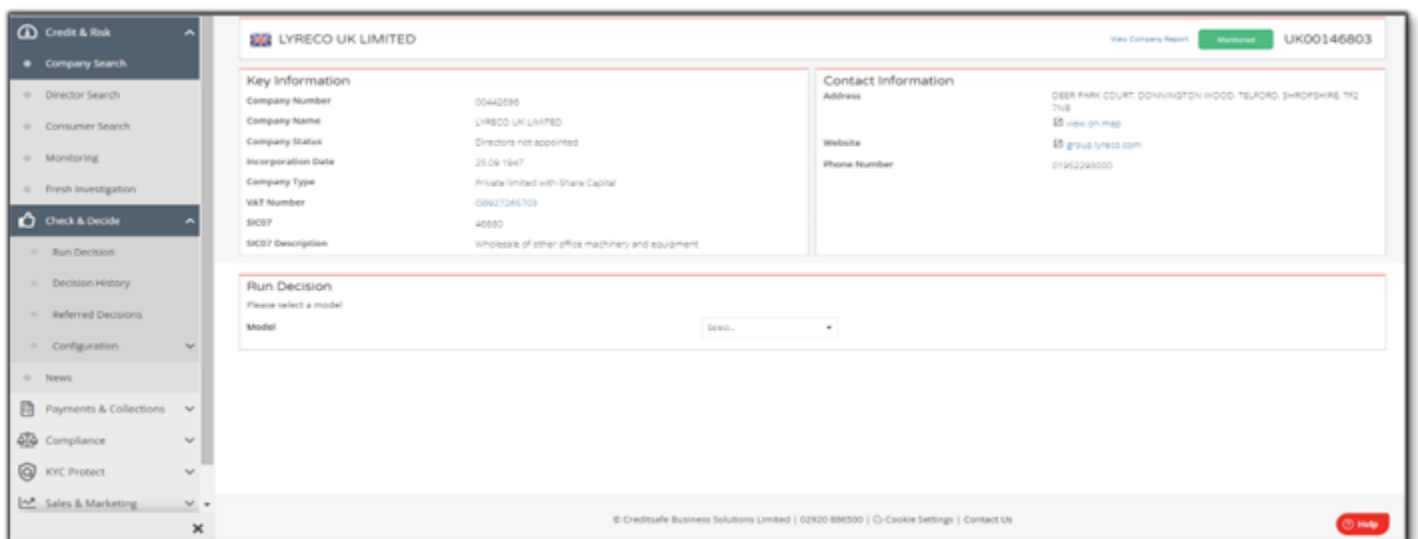 Credit & Risk
Company Search
Director Search
Consumer Search
Monitoring
Fresh Investigation
Check & Decide
Run Decision
Decision History
Referred Decisions
Configuration
News
Payments & Collections
Compliance
KYC Protect
Sales & Marketing
LYRECO UK LIMITED
View Company Report
Monitored
UK00146803
Key Information
Company Number 00442696
Company Name LYRECO UK LIMITED
Company Status Directors not appointed
Incorporation Date 25.09.1947
Company Type Private limited with Share Capital
VAT Number GB927265703
SIC07 46660
SIC07 Description Wholesale of other office machinery and equipment
Contact Information
Address DEER PARK COURT, DONNINGTON WOOD, TELFORD, SHROPSHIRE, TF2
7NB
view on map
Website group.lyreco.com
Phone Number 01952295000
Run Decision
Please select a model
Model Select...
© Creditsafe Business Solutions Limited | 02920 886500 | Cookie Settings | Contact Us
Help